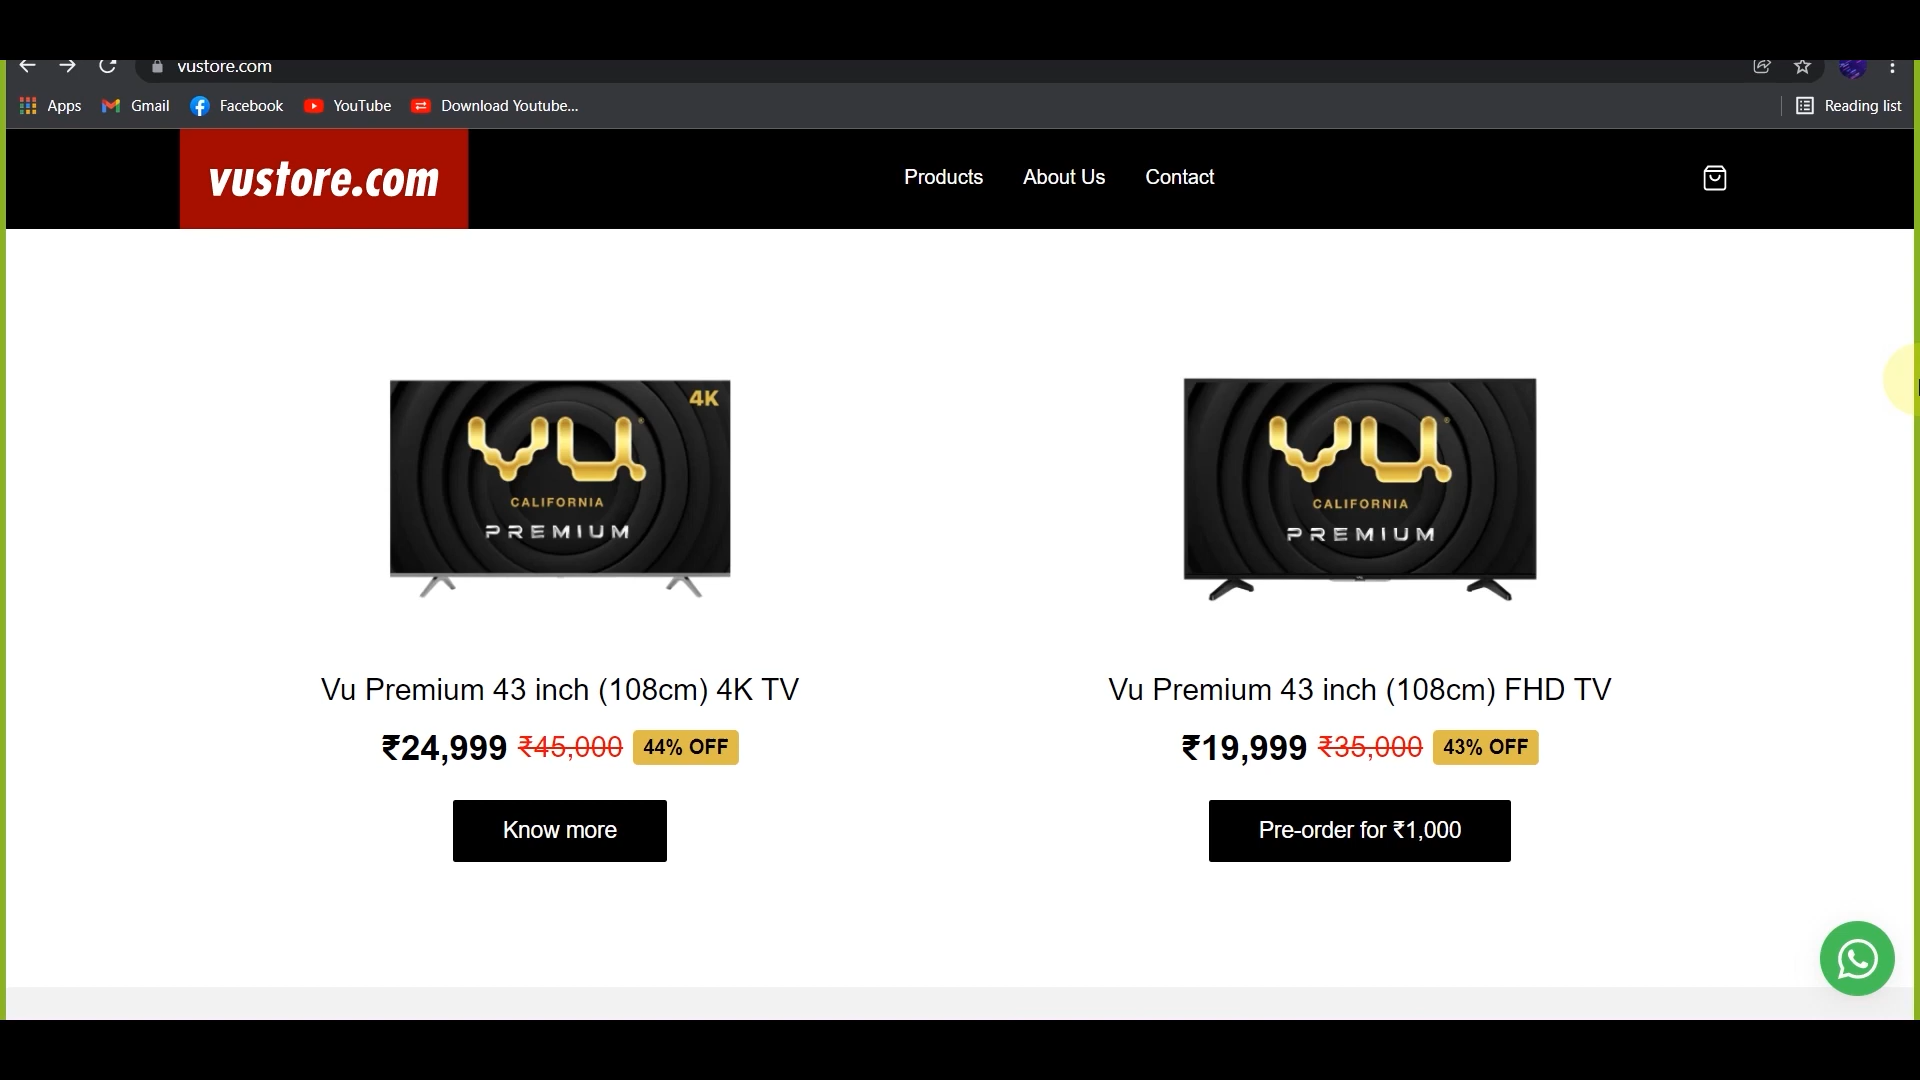 vustore.com
Apps
Gmail
Facebook
YouTube
Download Youtube...
Reading list
vustore.com
Products
About Us
Contact
4K
vu
CALIFORNIA
PREMIUM
vu
CALIFORNIA
PREMIUM
Vu Premium 43 inch (108cm) 4K TV
₹24,999 ₹45,000 44% OFF
Know more
Vu Premium 43 inch (108cm) FHD TV
₹19,999 ₹35,000 43% OFF
Pre-order for ₹1,000